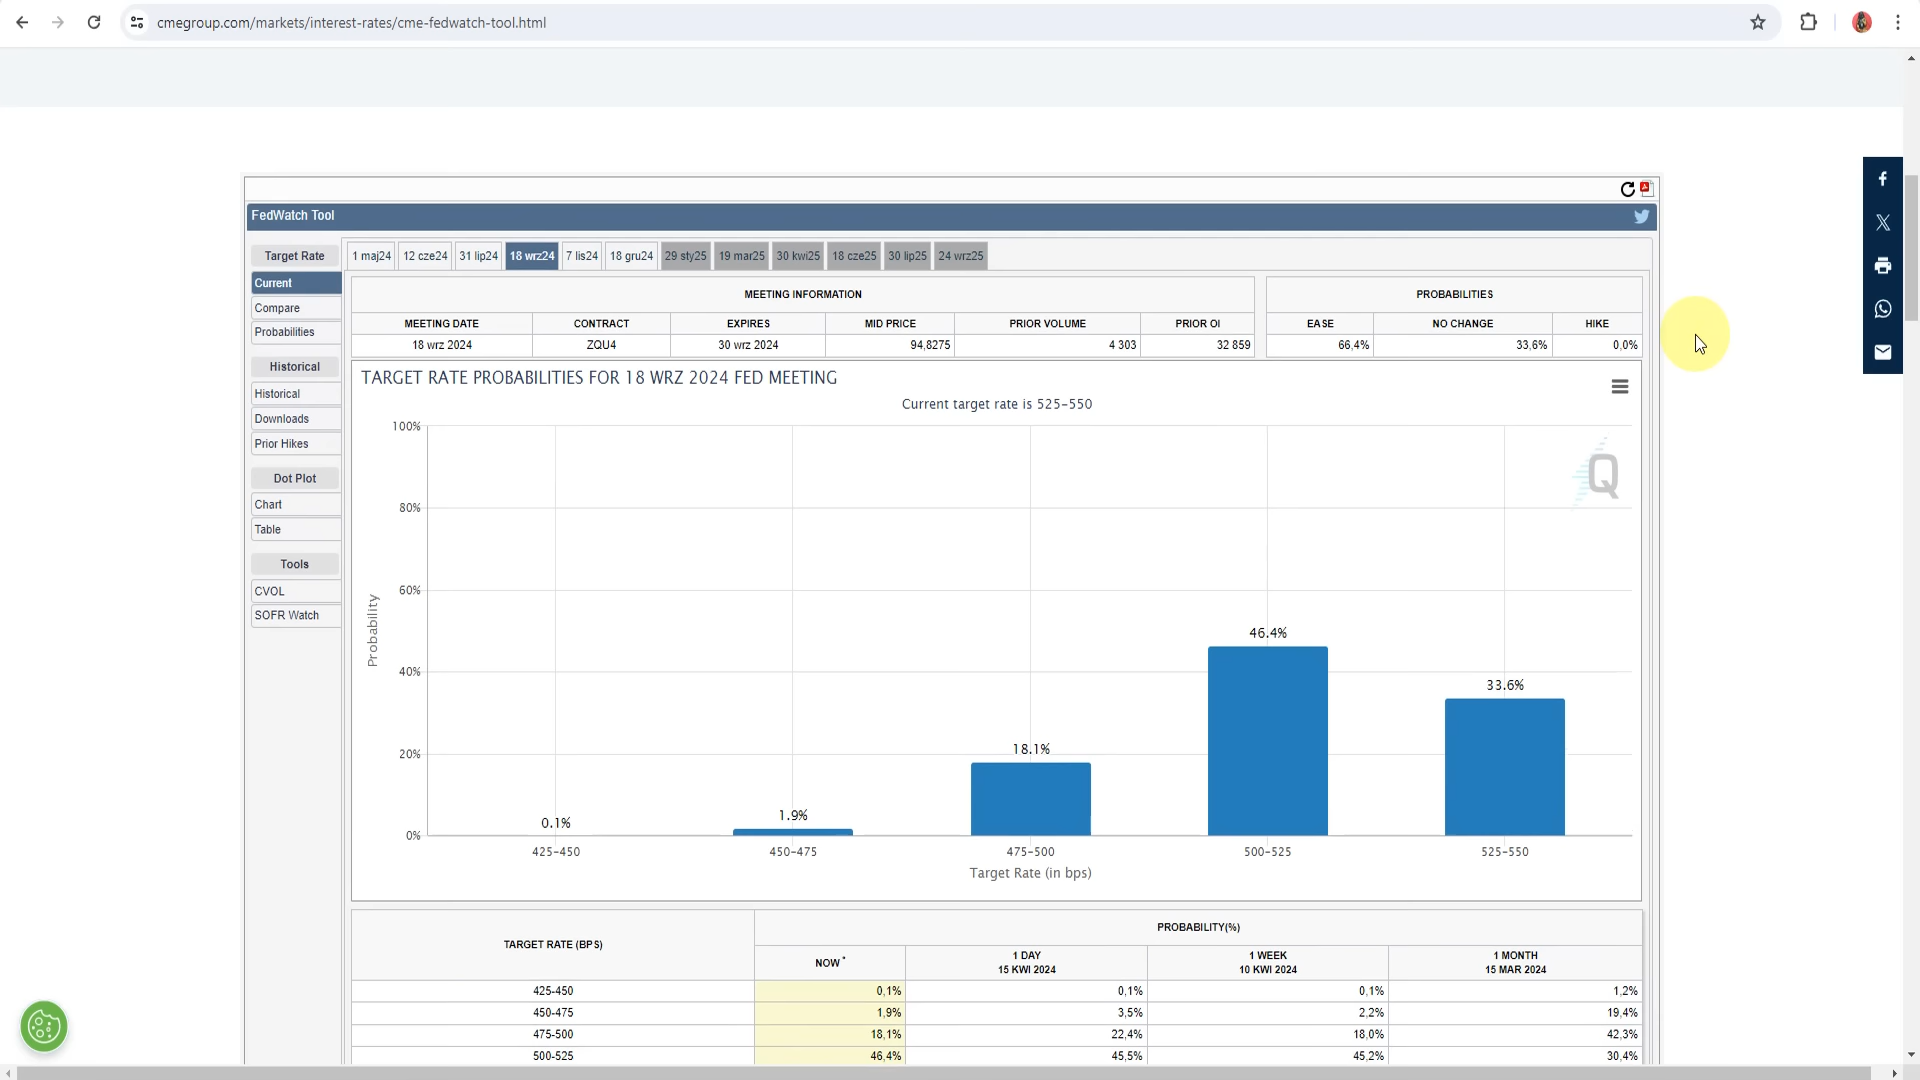 cmegroup.com/markets/interest-rates/cme-fedwatch-tool.html
FedWatch Tool
Target Rate
Current
Compare
Probabilities
Historical
Historical
Downloads
Prior Hikes
Dot Plot
Chart
Table
Tools
CVOL
SOFR Watch
1 maj24 12 cze24 31 lip24 18 wrz24 7 lis24 18 gru24 29 sty25 19 mar25 30 kwi25 18 cze25 30 lip25 24 wrz25
MEETING INFORMATION
MEETING DATE CONTRACT EXPIRES MID PRICE PRIOR VOLUME PRIOR OI
18 wrz 2024 ZQU4 30 wrz 2024 94,8275 4 303 32 859
PROBABILITIES
EASE NO CHANGE HIKE
66,4% 33,6% 0,0%
TARGET RATE PROBABILITIES FOR 18 WRZ 2024 FED MEETING
Current target rate is 525-550
100%
80%
60%
40%
20%
0%
Probability
Q
0.1%
1.9%
18.1%
46.4%
33.6%
425-450 450-475 475-500 500-525 525-550
Target Rate (in bps)
TARGET RATE (BPS) PROBABILITY(%)
NOW * 1 DAY 1 WEEK 1 MONTH
15 KWI 2024 10 KWI 2024 15 MAR 2024
425-450 0,1% 0,1% 0,1% 1,2%
450-475 1,9% 3,5% 2,2% 19,4%
475-500 18,1% 22,4% 18,0% 42,3%
500-525 46,4% 45,5% 45,2% 30,4%